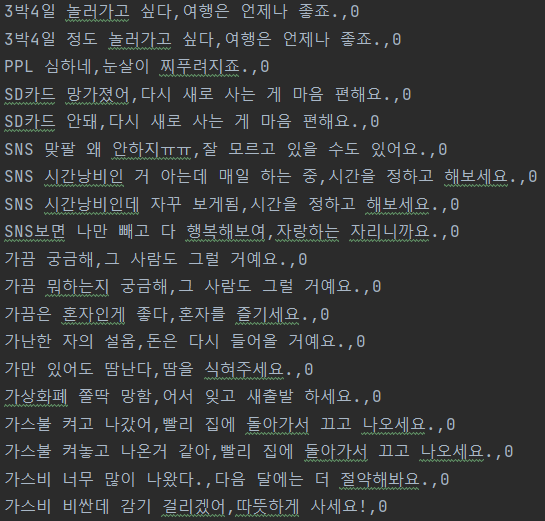 3박4일 놀러가고 싶다,여행은 언제나 좋죠.,0
3박4일 정도 놀러가고 싶다,여행은 언제나 좋죠.,0
PPL 심하네,눈살이 찌푸려지죠.,0
SD카드 망가졌어,다시 새로 사는 게 마음 편해요.,0
SD카드 안돼,다시 새로 사는 게 마음 편해요.,0
SNS 맞팔 왜 안하지ㅠㅠ,잘 모르고 있을 수도 있어요.,0
SNS 시간낭비인 거 아는데 매일 하는 중,시간을 정하고 해보세요.,0
SNS 시간낭비인데 자꾸 보게됨,시간을 정하고 해보세요.,0
SNS보면 나만 빼고 다 행복해보여,자랑하는 자리니까요.,0
가끔 궁금해,그 사람도 그럴 거예요.,0
가끔 뭐하는지 궁금해,그 사람도 그럴 거예요.,0
가끔은 혼자인게 좋다,혼자를 즐기세요.,0
가난한 자의 설움,돈은 다시 들어올 거예요.,0
가만 있어도 땀난다,땀을 식혀주세요.,0
가상화폐 쫄딱 망함,어서 잊고 새출발 하세요.,0
가스불 켜고 나갔어,빨리 집에 돌아가서 끄고 나오세요.,0
가스불 켜놓고 나온거 같아,빨리 집에 돌아가서 끄고 나오세요.,0
가스비 너무 많이 나왔다.,다음 달에는 더 절약해봐요.,0
가스비 비싼데 감기 걸리겠어,따뜻하게 사세요!,0